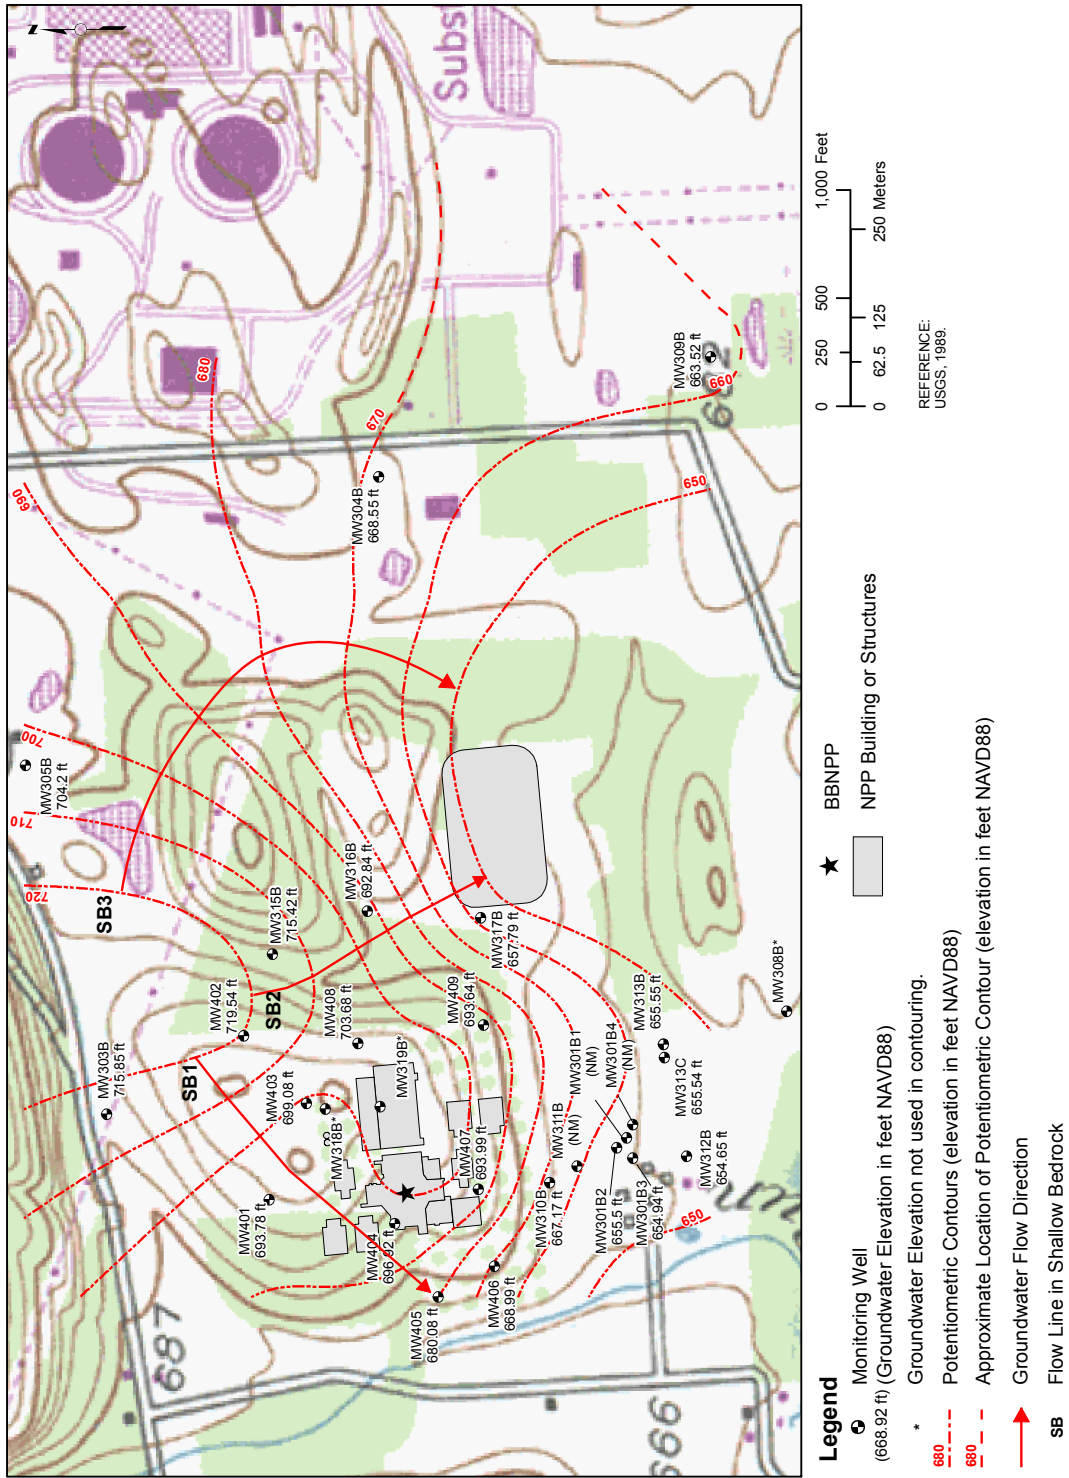 N
Subst
680
690
670
MW304B
668.55 ft
MW309B
663.52 ft
662
660
650
700
MW305B
704.2 ft
710
720
SB3
MW315B
715.42ft
MW316B
692.84 ft
MW402
719.54 ft
SB2
MW408
703.68 ft
MW317B
657.79 ft
MW409
693.64 ft
MW303B
715.85 ft
SB1
MW403
699.08 ft
MW319B*
MW318B*
MW407
693.99 ft
MW401
693.78 ft
MW404
696.92 ft
MW405
680.08 ft
MW406
668.99 ft
MW310B
667.17 ft
MW311B
(NM)
MW301B1
(NM)
MW301B4
(NM)
MW313B
655.55 ft
MW313C
655.54 ft
MW308B*
MW301B2
655.5 ft
MW301B3
654.94 ft
MW312B
654.65 ft
650
687
666
0 250 500 1,000 Feet
0 62.5 125 250 Meters
REFERENCE:
USGS, 1989.
Legend
Monitoring Well
(668.92 ft) (Groundwater Elevation in feet NAVD88)
* Groundwater Elevation not used in contouring.
680 Potentiometric Contours (elevation in feet NAVD88)
680 Approximate Location of Potentiometric Contour (elevation in feet NAVD88)
Groundwater Flow Direction
SB Flow Line in Shallow Bedrock
BBNPP
NPP Building or Structures